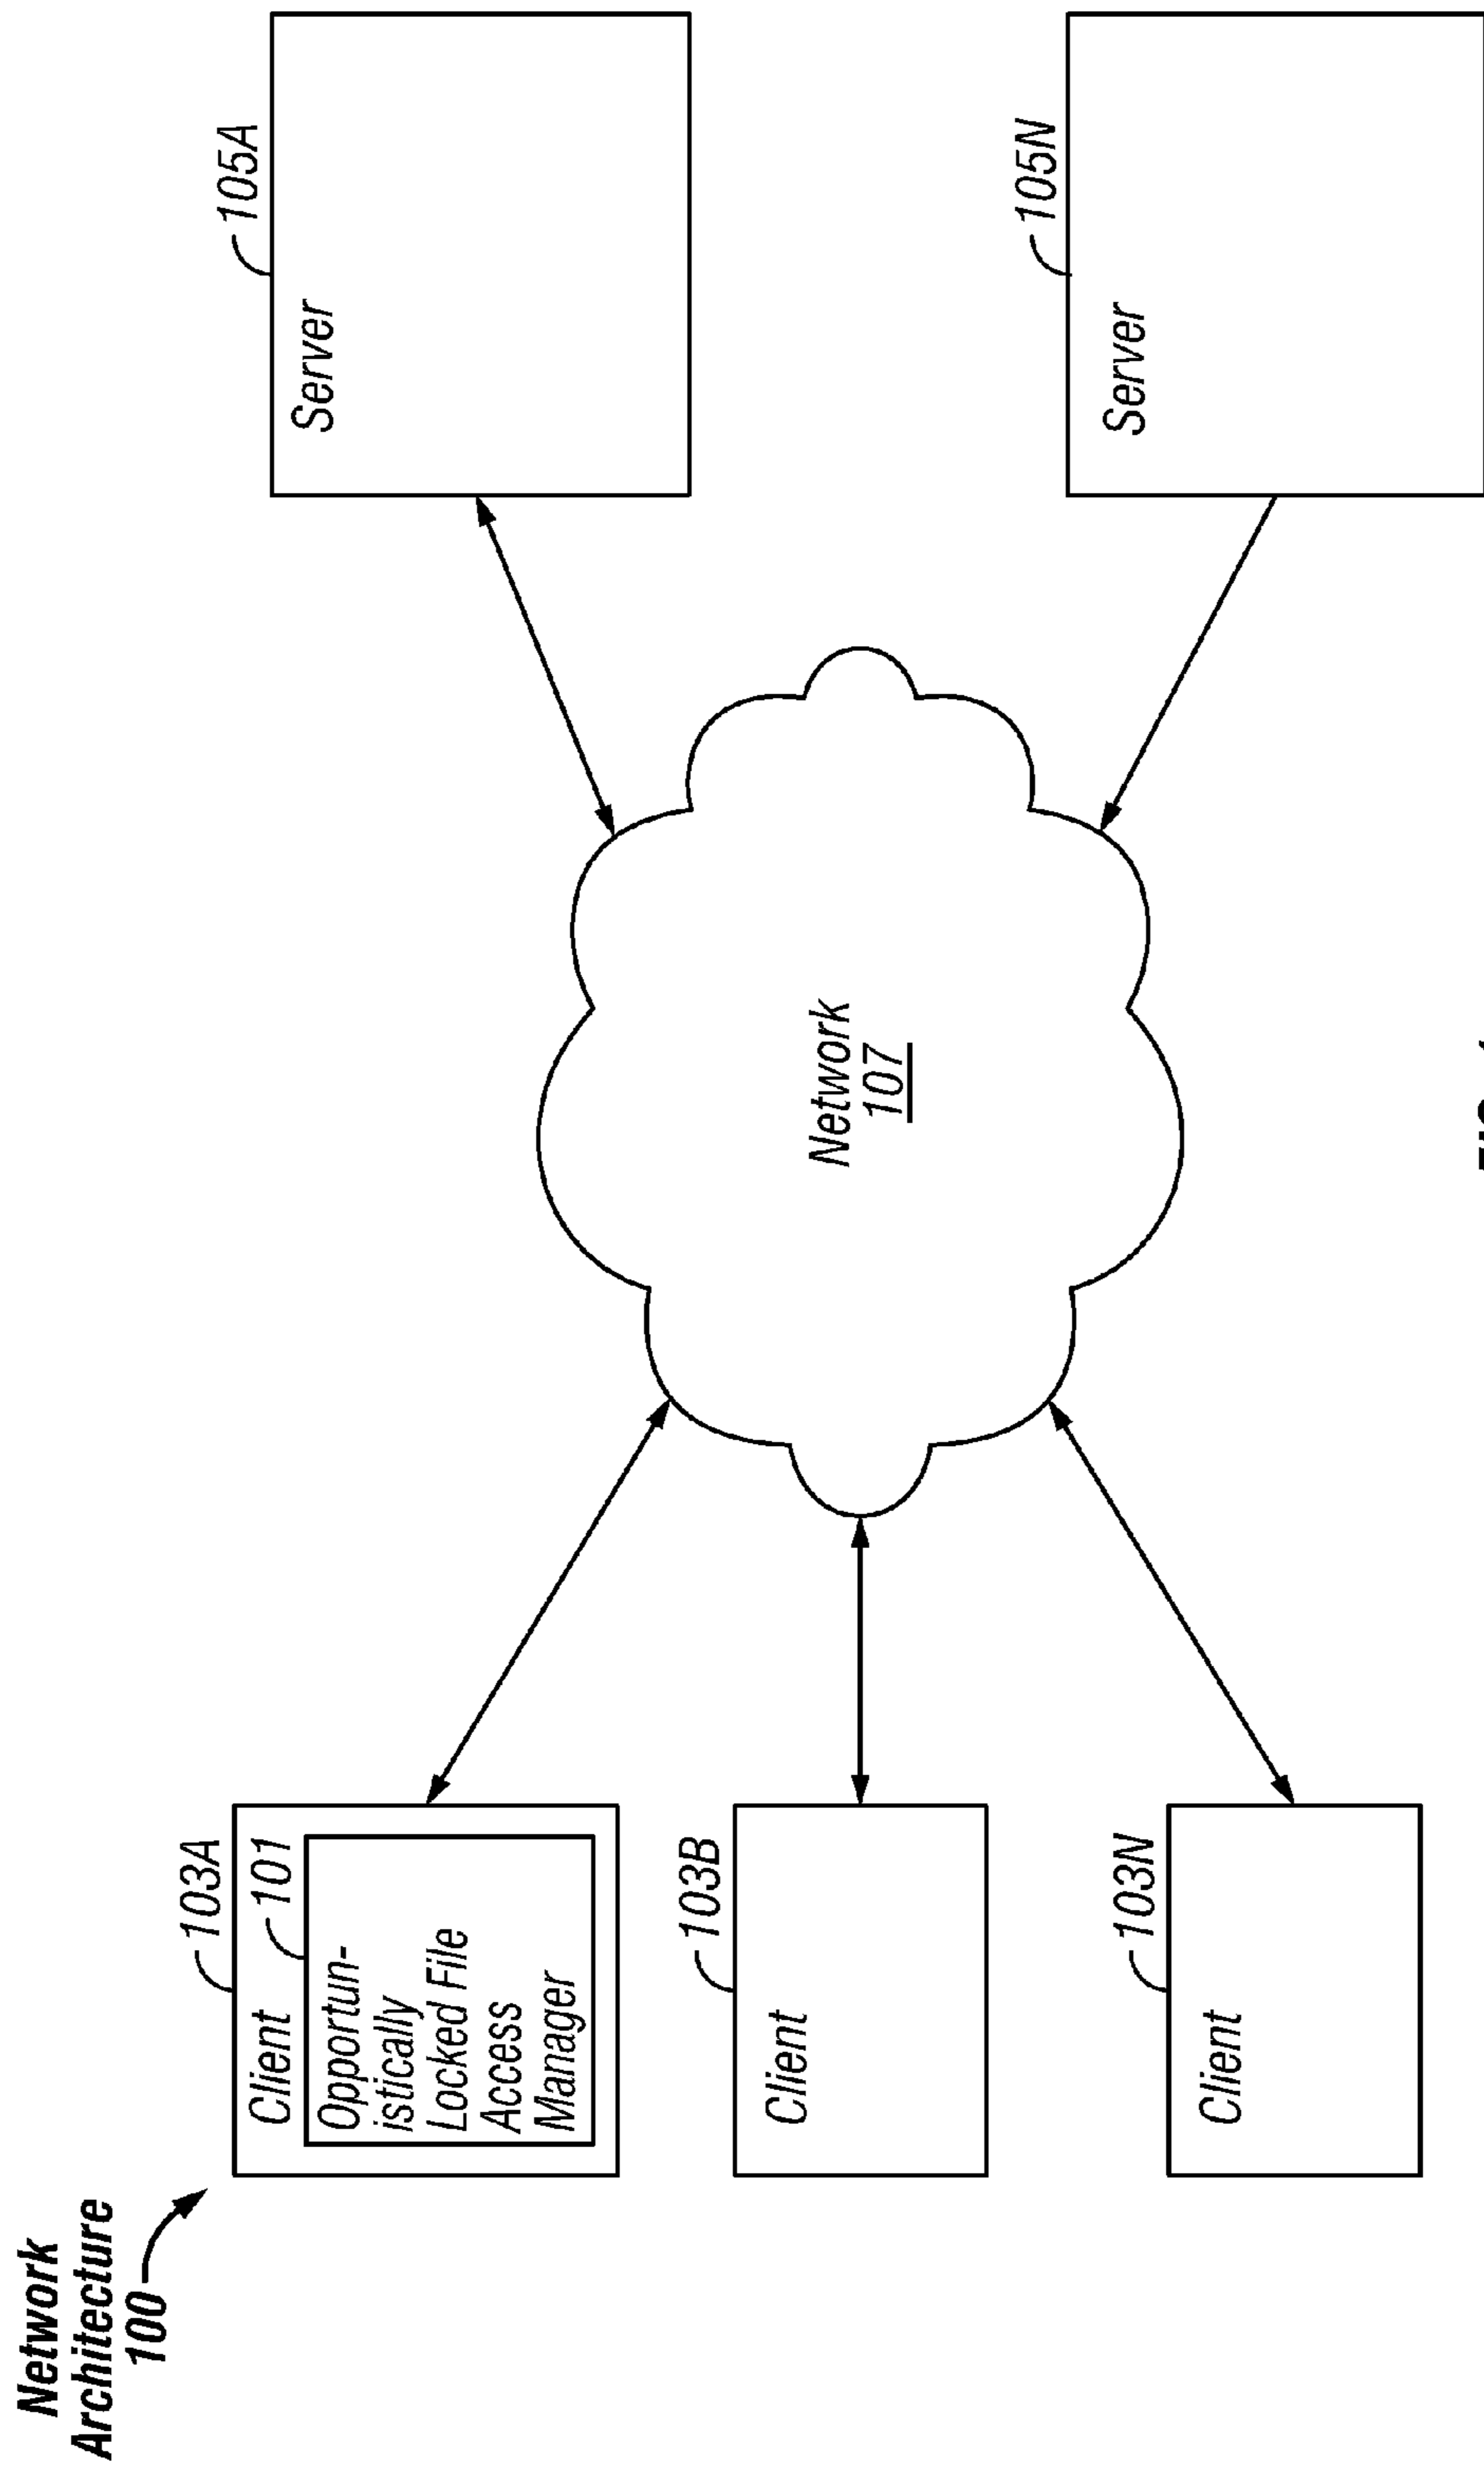 Network
Architecture
100
103A
Client
101
Opportun-
istically
Locked File
Access
Manager
103B
Client
103N
Client
Network
107
105A
Server
105N
Server